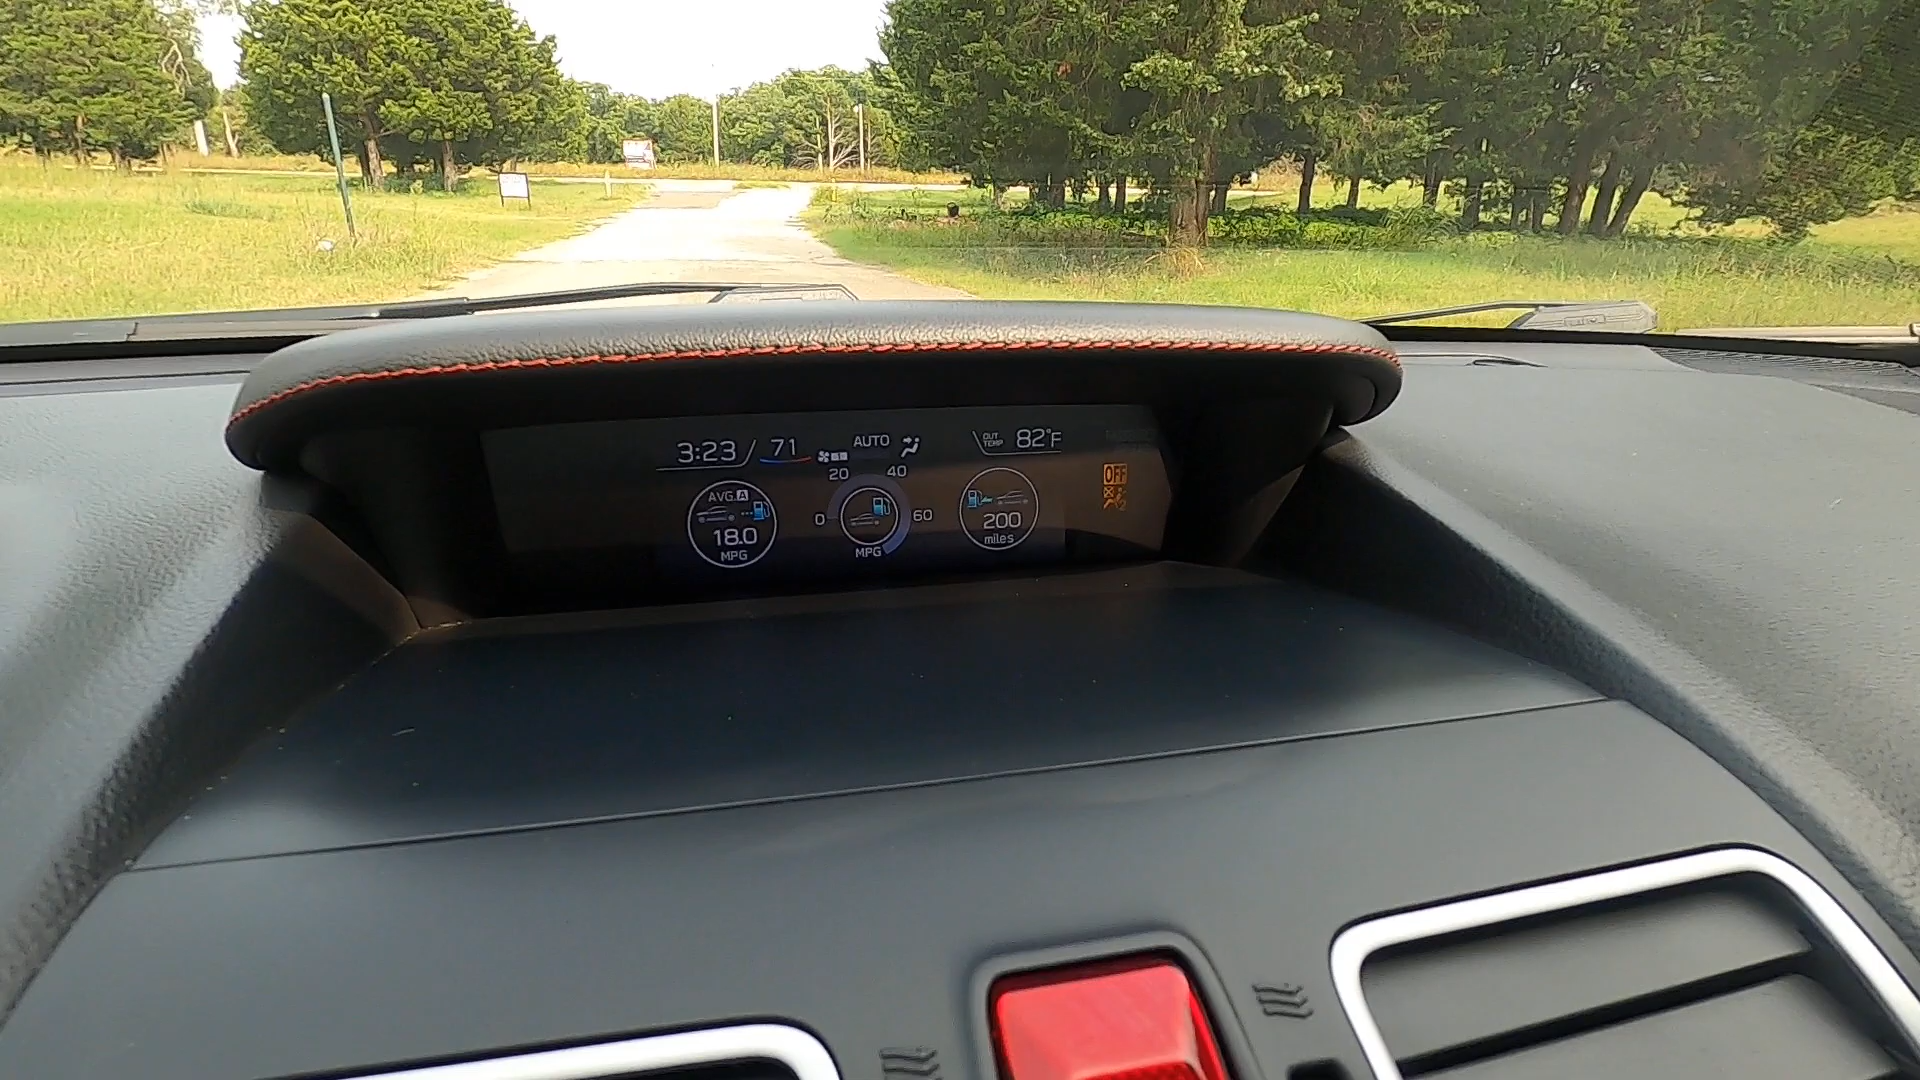 3:23 / 71 AUTO OUT TEMP 82°F
20 40
AVG. A
18.0
MPG
0 60
MPG
200
miles
OFF
2